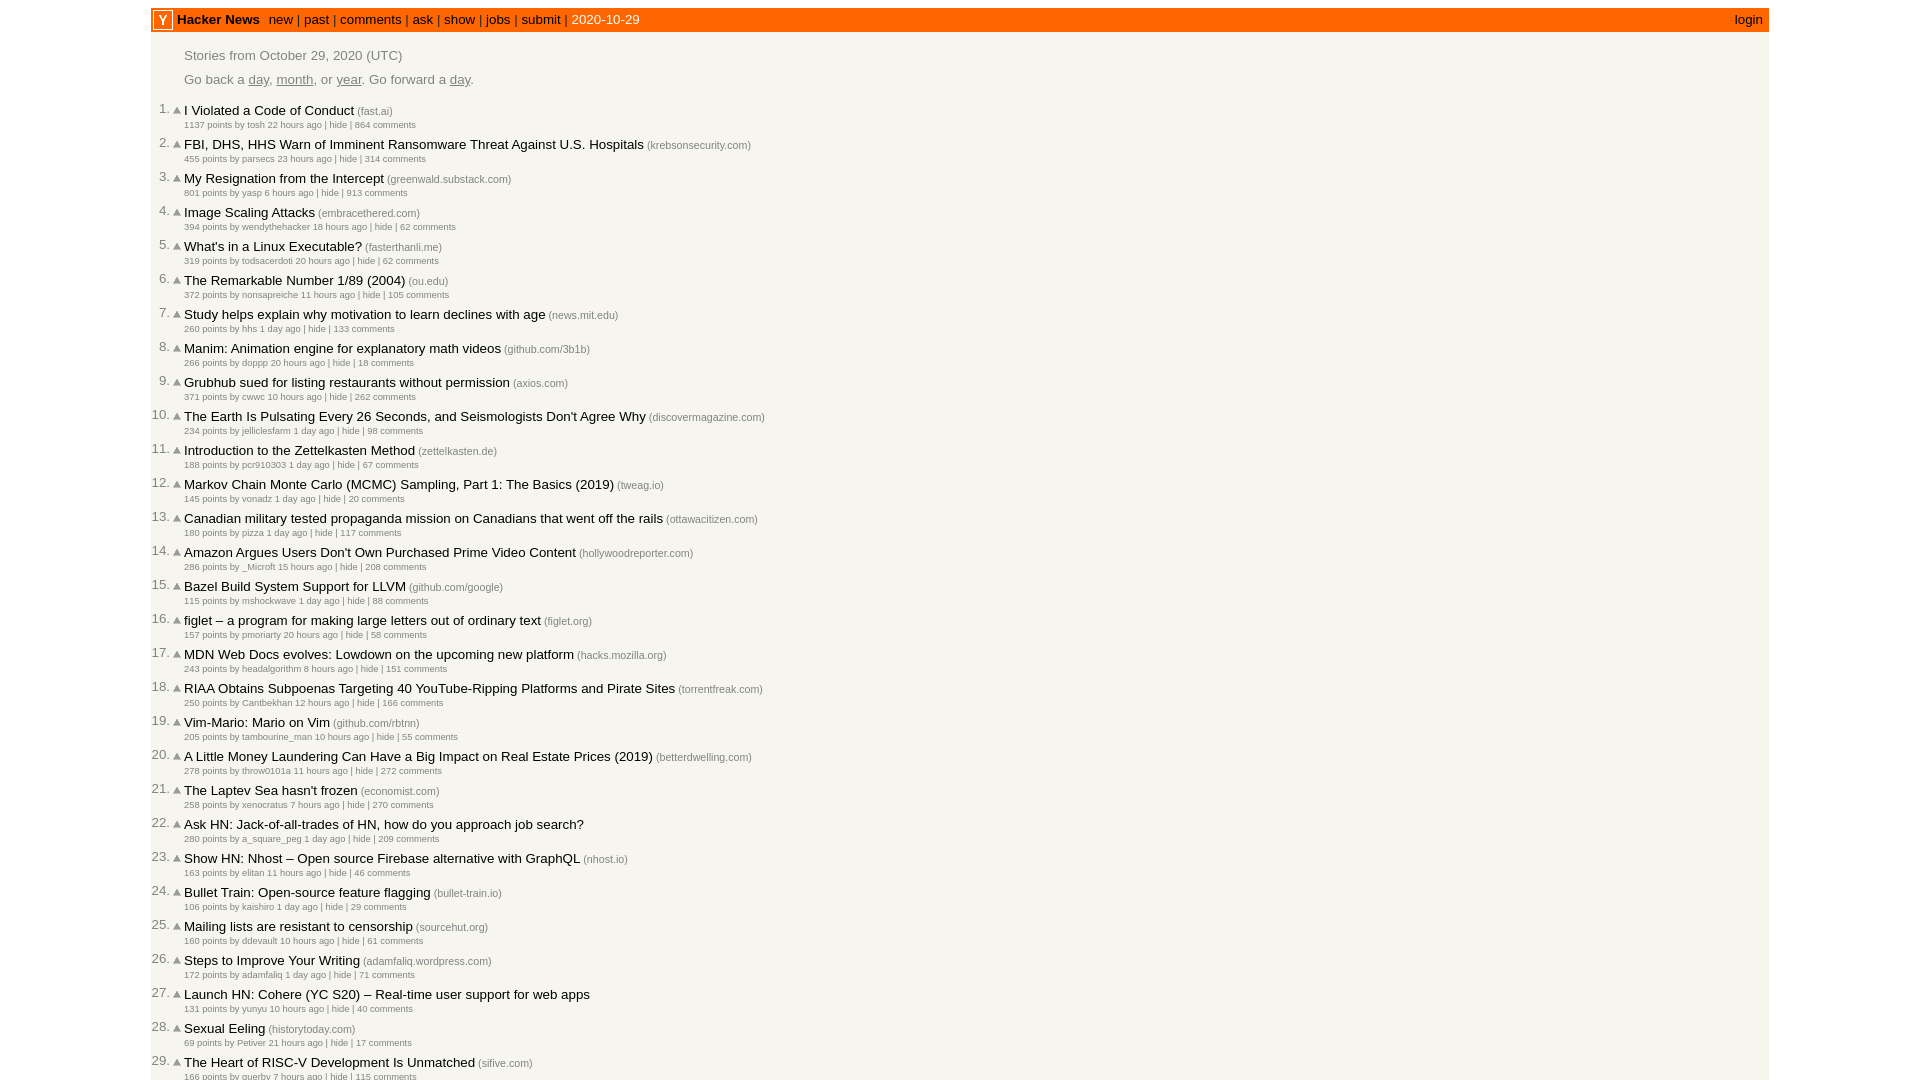 Y Hacker News new | past | comments | ask | show | jobs | submit | 2020-10-29 login
Stories from October 29, 2020 (UTC)
Go back a day, month, or year. Go forward a day.
1. I Violated a Code of Conduct (fast.ai)
1137 points by tosh 22 hours ago | hide | 864 comments
2. FBI, DHS, HHS Warn of Imminent Ransomware Threat Against U.S. Hospitals (krebsonsecurity.com)
455 points by parsecs 23 hours ago | hide | 314 comments
3. My Resignation from the Intercept (greenwald.substack.com)
801 points by yasp 6 hours ago | hide | 913 comments
4. Image Scaling Attacks (embracethered.com)
394 points by wendythehacker 18 hours ago | hide | 62 comments
5. What's in a Linux Executable? (fasterthanli.me)
319 points by todsacerdoti 20 hours ago | hide | 62 comments
6. The Remarkable Number 1/89 (2004) (ou.edu)
372 points by nonsapreiche 11 hours ago | hide | 105 comments
7. Study helps explain why motivation to learn declines with age (news.mit.edu)
260 points by hhs 1 day ago | hide | 133 comments
8. Manim: Animation engine for explanatory math videos (github.com/3b1b)
266 points by doppp 20 hours ago | hide | 18 comments
9. Grubhub sued for listing restaurants without permission (axios.com)
371 points by cwwc 10 hours ago | hide | 262 comments
10. The Earth Is Pulsating Every 26 Seconds, and Seismologists Don't Agree Why (discovermagazine.com)
234 points by jelliclesfarm 1 day ago | hide | 98 comments
11. Introduction to the Zettelkasten Method (zettelkasten.de)
188 points by pcr910303 1 day ago | hide | 67 comments
12. Markov Chain Monte Carlo (MCMC) Sampling, Part 1: The Basics (2019) (tweag.io)
145 points by vonadz 1 day ago | hide | 20 comments
13. Canadian military tested propaganda mission on Canadians that went off the rails (ottawacitizen.com)
180 points by pizza 1 day ago | hide | 117 comments
14. Amazon Argues Users Don't Own Purchased Prime Video Content (hollywoodreporter.com)
286 points by _Microft 15 hours ago | hide | 208 comments
15. Bazel Build System Support for LLVM (github.com/google)
115 points by mshockwave 1 day ago | hide | 88 comments
16. figlet – a program for making large letters out of ordinary text (figlet.org)
157 points by pmoriarty 20 hours ago | hide | 58 comments
17. MDN Web Docs evolves: Lowdown on the upcoming new platform (hacks.mozilla.org)
243 points by headalgorithm 8 hours ago | hide | 151 comments
18. RIAA Obtains Subpoenas Targeting 40 YouTube-Ripping Platforms and Pirate Sites (torrentfreak.com)
250 points by Cantbekhan 12 hours ago | hide | 166 comments
19. Vim-Mario: Mario on Vim (github.com/rbtnn)
205 points by tambourine_man 10 hours ago | hide | 55 comments
20. A Little Money Laundering Can Have a Big Impact on Real Estate Prices (2019) (betterdwelling.com)
278 points by throw0101a 11 hours ago | hide | 272 comments
21. The Laptev Sea hasn't frozen (economist.com)
258 points by xenocratus 7 hours ago | hide | 270 comments
22. Ask HN: Jack-of-all-trades of HN, how do you approach job search?
280 points by a_square_peg 1 day ago | hide | 209 comments
23. Show HN: Nhost – Open source Firebase alternative with GraphQL (nhost.io)
163 points by elitan 11 hours ago | hide | 46 comments
24. Bullet Train: Open-source feature flagging (bullet-train.io)
106 points by kaishiro 1 day ago | hide | 29 comments
25. Mailing lists are resistant to censorship (sourcehut.org)
160 points by ddevault 10 hours ago | hide | 61 comments
26. Steps to Improve Your Writing (adamfaliq.wordpress.com)
172 points by adamfaliq 1 day ago | hide | 71 comments
27. Launch HN: Cohere (YC S20) – Real-time user support for web apps
131 points by yunyu 10 hours ago | hide | 40 comments
28. Sexual Eeling (historytoday.com)
69 points by Petiver 21 hours ago | hide | 17 comments
29. The Heart of RISC-V Development Is Unmatched (sifive.com)
166 points by guerby 7 hours ago | hide | 115 comments